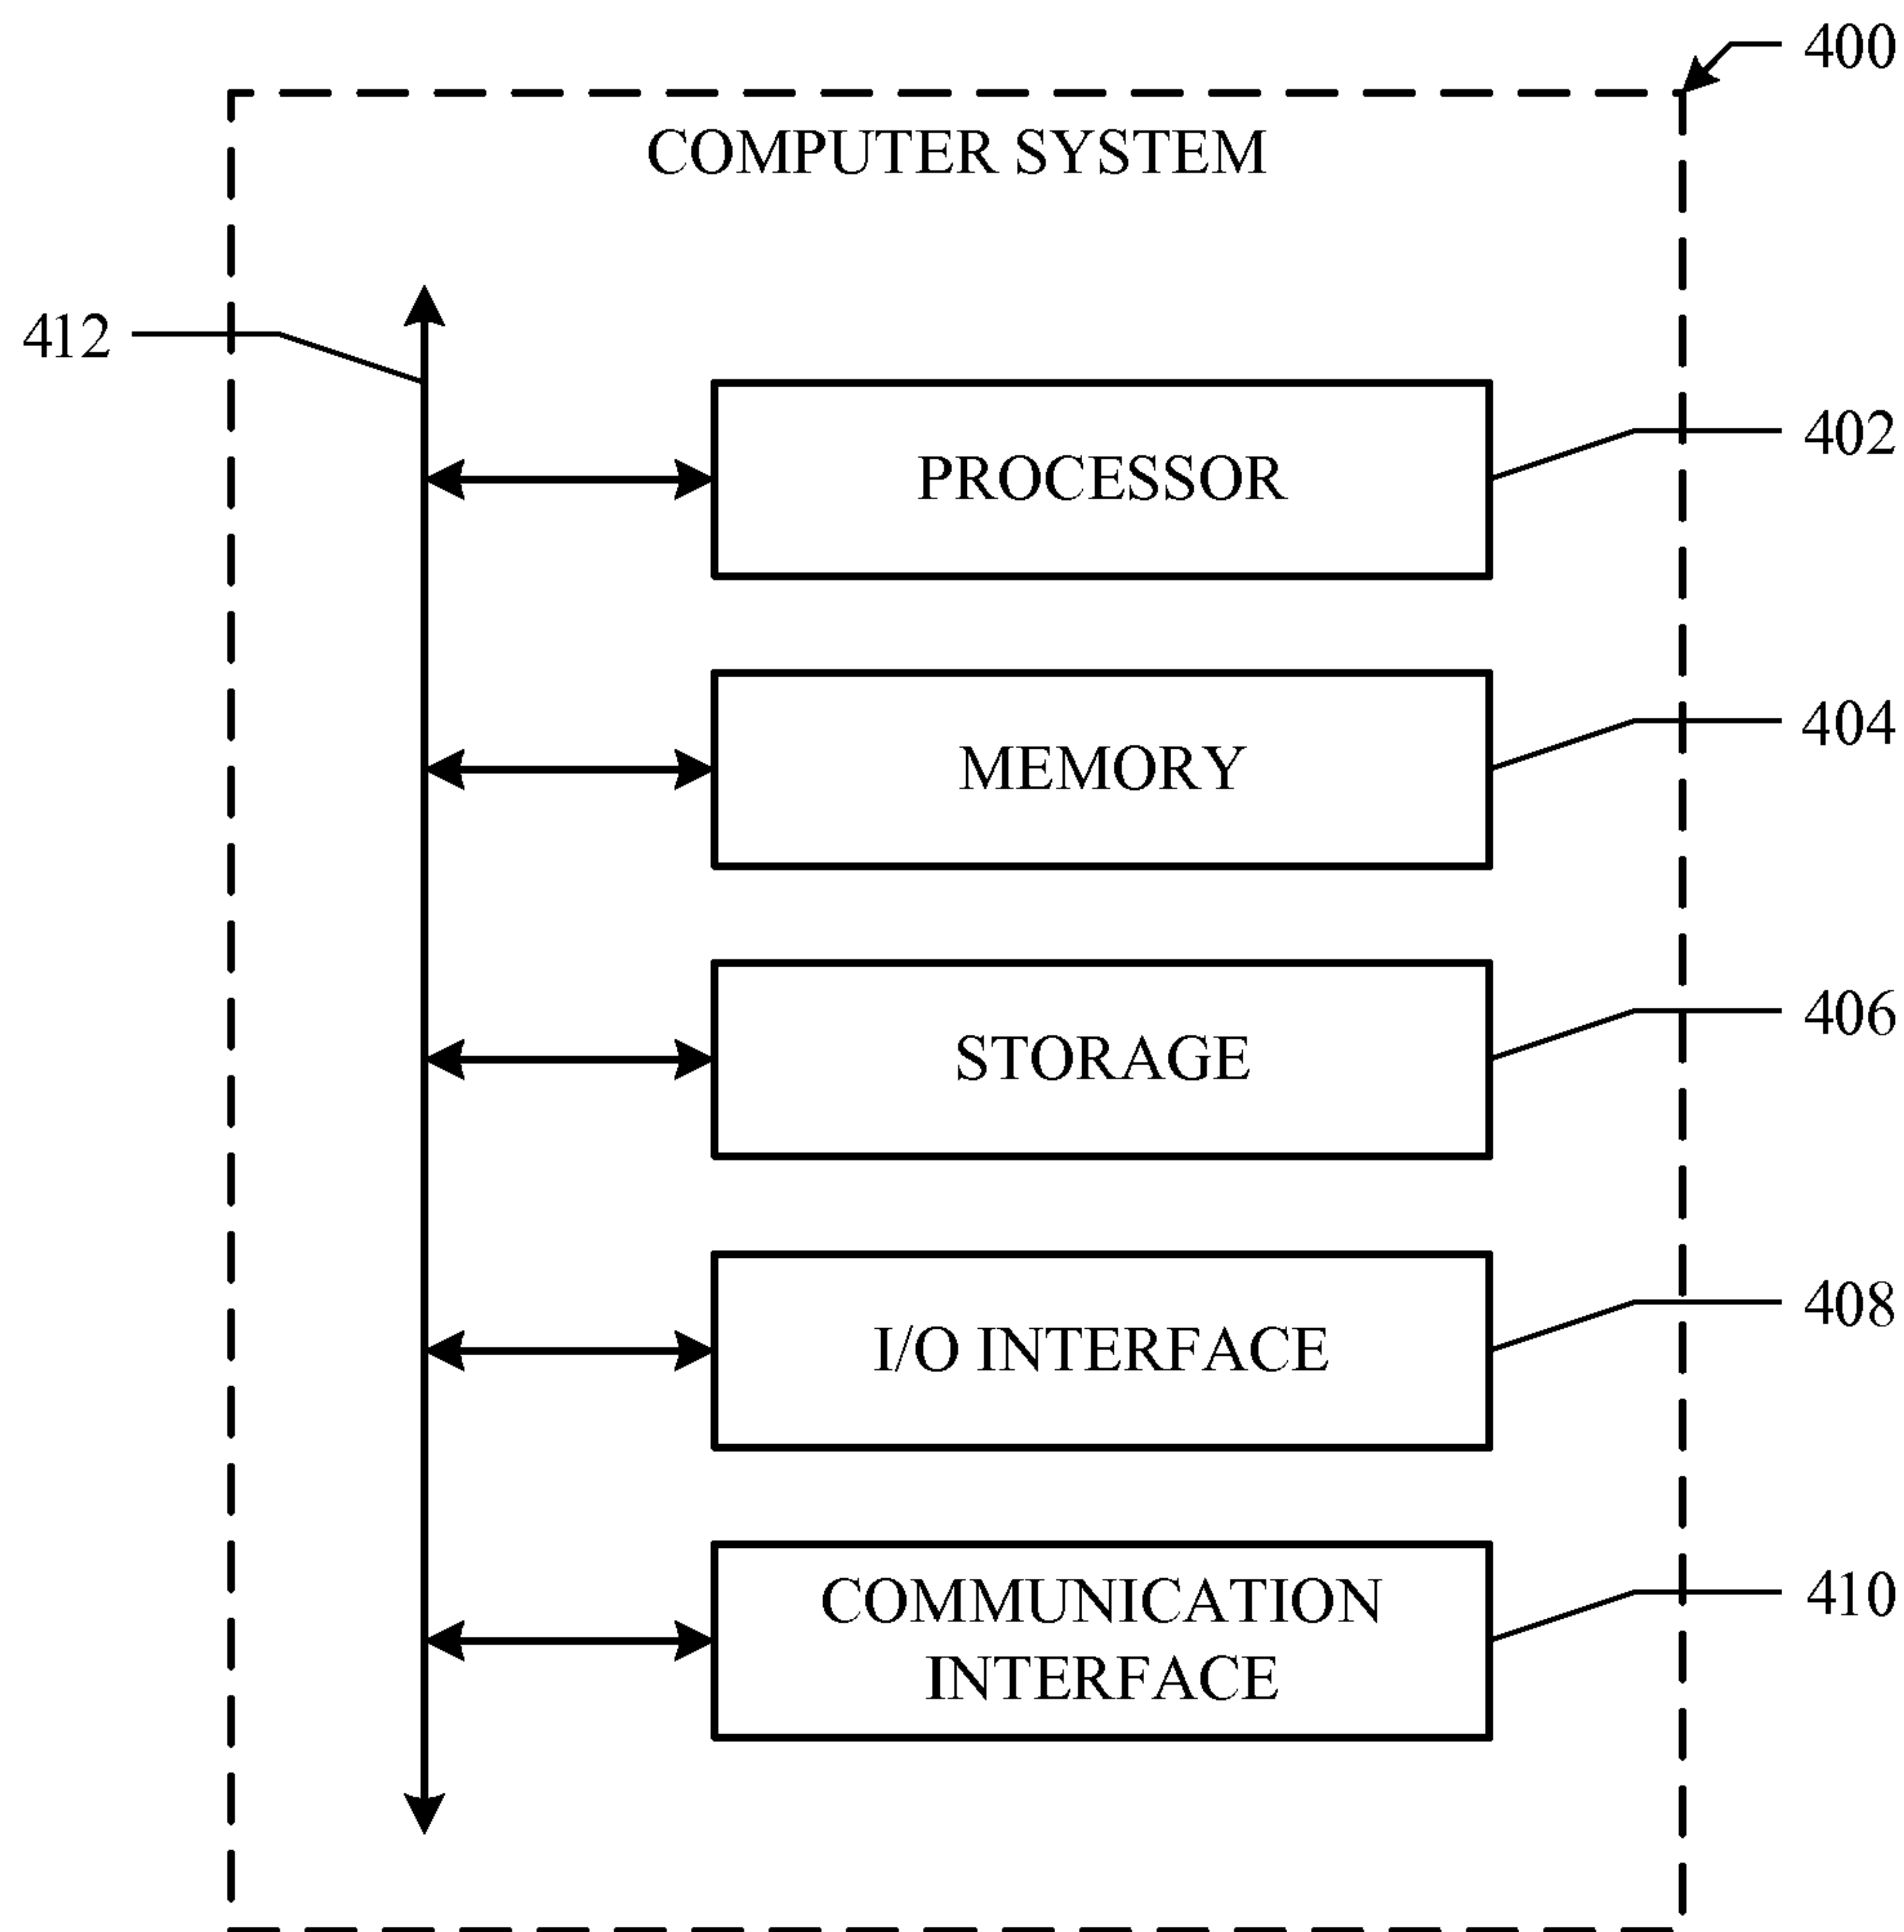 400
COMPUTER SYSTEM
412
PROCESSOR
402
MEMORY
404
STORAGE
406
I/O INTERFACE
408
COMMUNICATION
INTERFACE
410